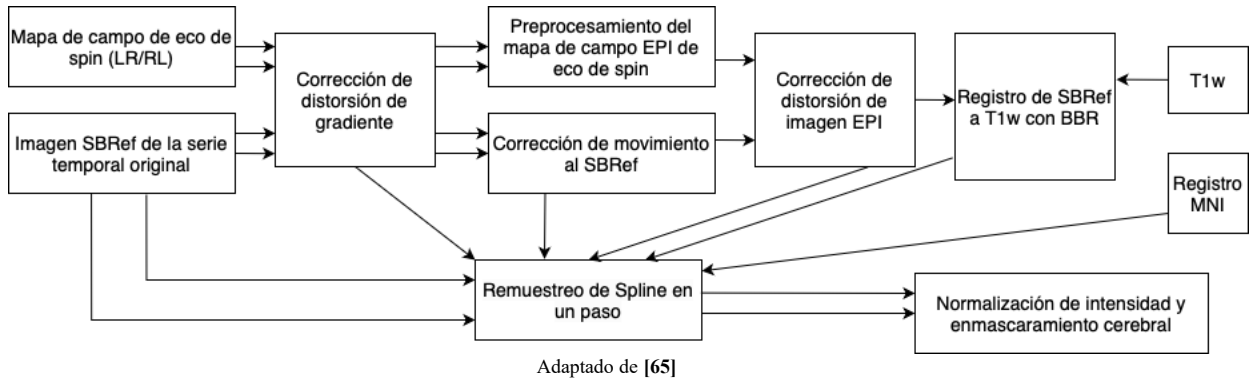 Mapa de campo de eco de
spin (LR/RL)
Imagen SBRef de la serie
temporal original
Corrección de
distorsión de
gradiente
Preprocesamiento del
mapa de campo EPI de
eco de spin
Corrección de movimiento
al SBRef
Corrección de
distorsión de
imagen EPI
Registro de SBRef
a T1w con BBR
T1w
Registro
MNI
Remuestreo de Spline en
un paso
Normalización de intensidad y
enmascaramiento cerebral
Adaptado de [65]